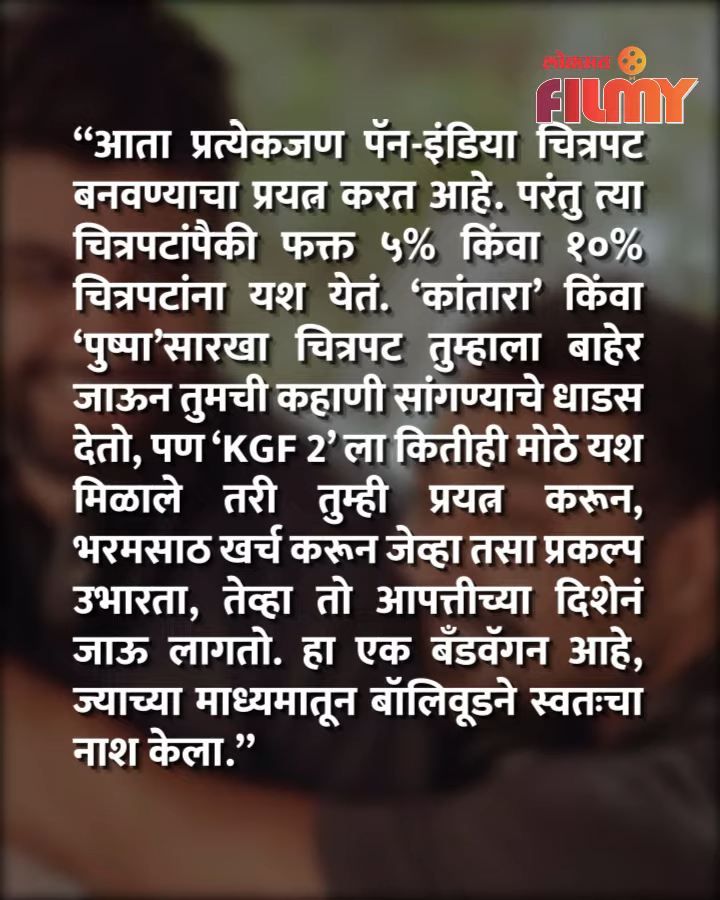 लोकमत
FILMY
“आता प्रत्येकजण पॅन-इंडिया चित्रपट
बनवण्याचा प्रयत्न करत आहे. परंतु त्या
चित्रपटांपैकी फक्त ५% किंवा १०%
चित्रपटांना यश येतं. ‘कांतारा’ किंवा
‘पुष्पा’सारखा चित्रपट तुम्हाला बाहेर
जाऊन तुमची कहाणी सांगण्याचे धाडस
देतो, पण ‘KGF 2’ ला कितीही मोठे यश
मिळाले तरी तुम्ही प्रयत्न करून,
भरमसाठ खर्च करून जेव्हा तसा प्रकल्प
उभारता, तेव्हा तो आपत्तीच्या दिशेनं
जाऊ लागतो. हा एक बँडवॅगन आहे,
ज्याच्या माध्यमातून बॉलिवूडने स्वतःचा
नाश केला.”